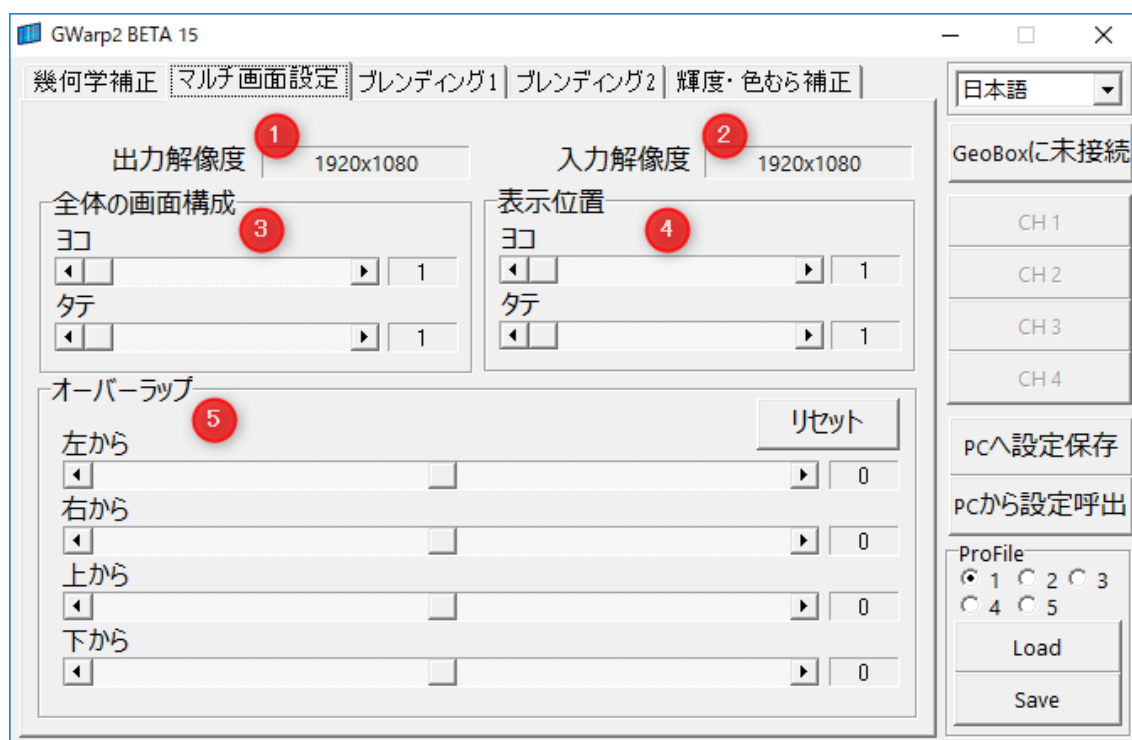 GWarp2 BETA 15
幾何学補正 マルチ画面設定 ブレンディング1 ブレンディング2 輝度・色むら補正
日本語
1
出力解像度 1920x1080
2
入力解像度 1920x1080
GeoBoxに未接続
全体の画面構成
3
ヨコ
1
タテ
1
表示位置
4
ヨコ
1
タテ
1
CH 1
CH 2
CH 3
CH 4
オーバーラップ
5
リセット
左から
0
右から
0
上から
0
下から
0
PCへ設定保存
PCから設定呼出
ProFile
1 2 3
4 5
Load
Save